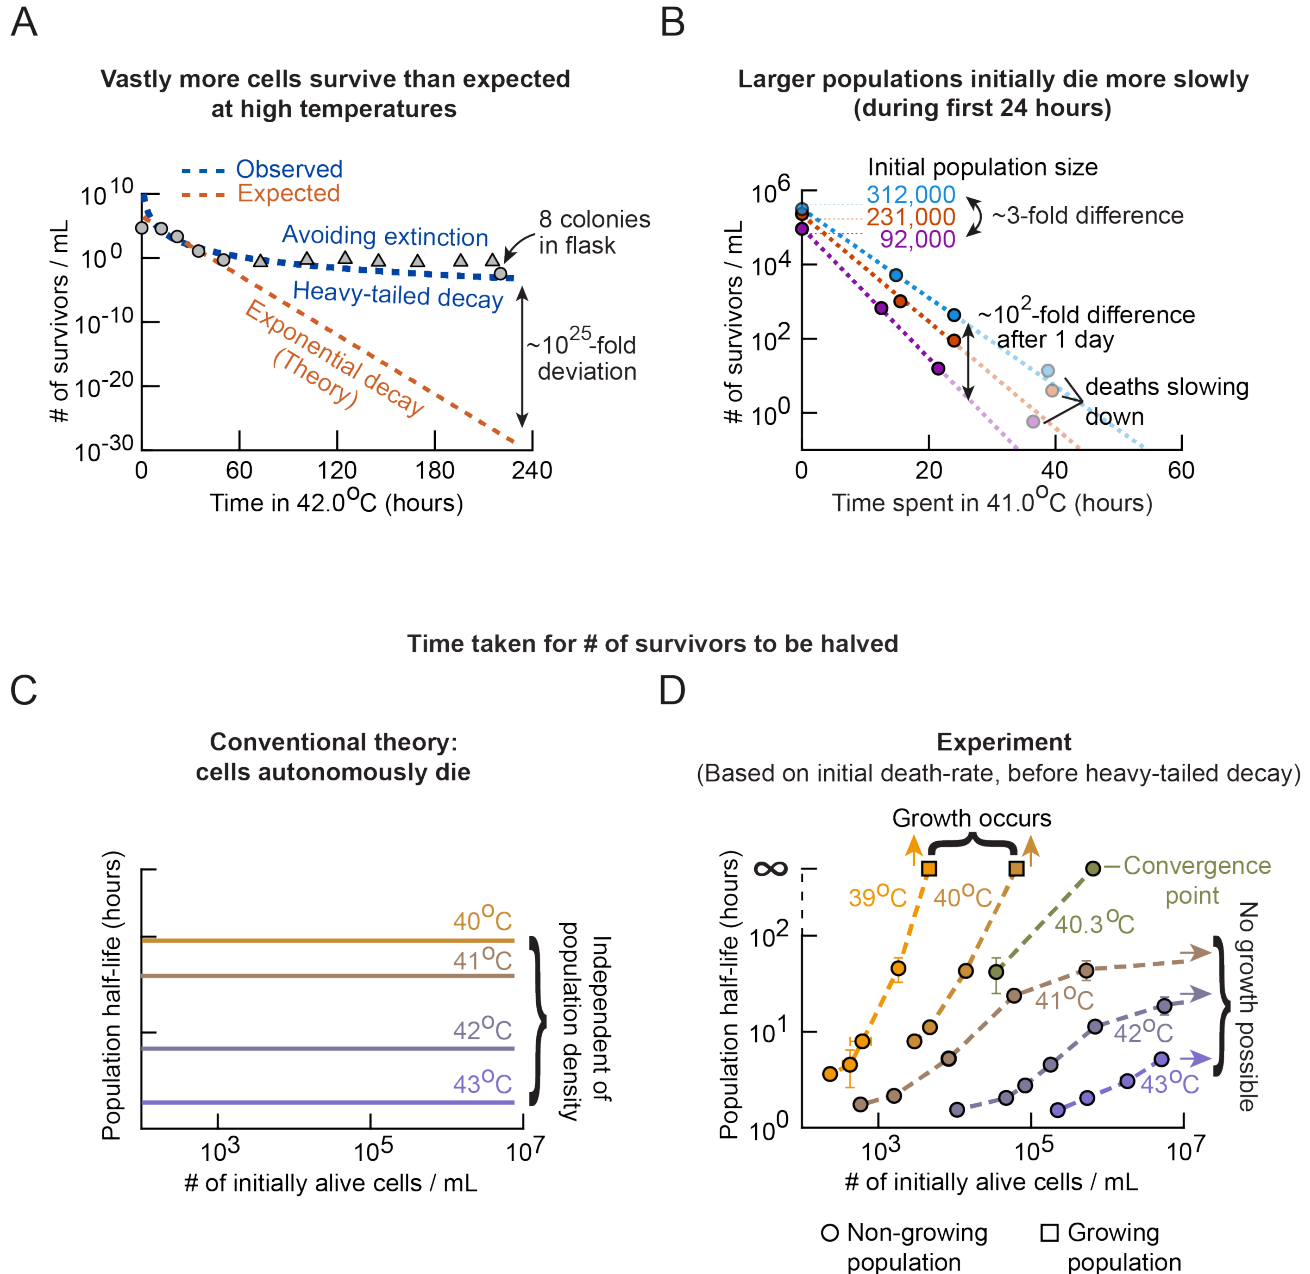 A
Vastly more cells survive than expected
at high temperatures
Observed
Expected
# of survivors / mL
10^10
10^0
10^-10
10^-20
10^-30
Avoiding extinction
Heavy-tailed decay
Exponential decay
(Theory)
8 colonies
in flask
~10^25-fold
deviation
0 60 120 180 240
Time in 42.0°C (hours)
B
Larger populations initially die more slowly
(during first 24 hours)
Initial population size
312,000
231,000
92,000
~3-fold difference
# of survivors / mL
10^6
10^4
10^2
10^0
~10^2-fold difference
after 1 day
deaths slowing
down
0 20 40 60
Time spent in 41.0°C (hours)
Time taken for # of survivors to be halved
C
Conventional theory:
cells autonomously die
Population half-life (hours)
40°C
41°C
42°C
43°C
Independent of
population density
10^3 10^5 10^7
# of initially alive cells / mL
D
Experiment
(Based on initial death-rate, before heavy-tailed decay)
Growth occurs
Population half-life (hours)
∞
10^2
10^1
10^0
39°C
40°C
40.3°C
Convergence
point
41°C
42°C
43°C
No growth possible
10^3 10^5 10^7
# of initially alive cells / mL
Non-growing
population
Growing
population